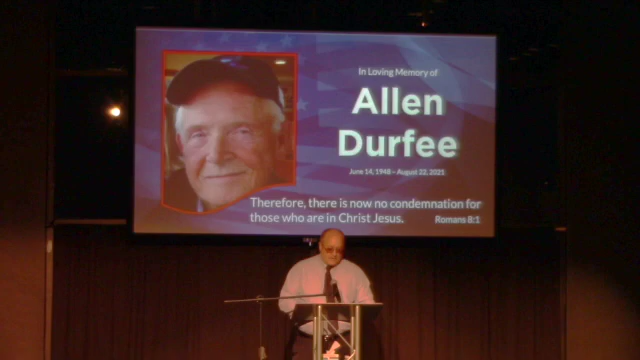 In Loving Memory of
Allen
Durfee
June 14, 1948 – August 22, 2021
Therefore, there is now no condemnation for
those who are in Christ Jesus.
Romans 8:1